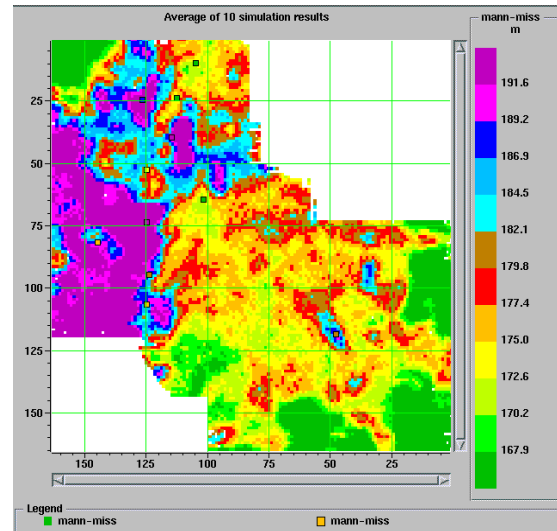 Average of 10 simulation results
mann-miss
m
191.6
189.2
186.9
184.5
182.1
179.8
177.4
175.0
172.6
170.2
167.9
25
50
75
100
125
150
150 125 100 75 50 25
Legend
mann-miss mann-miss